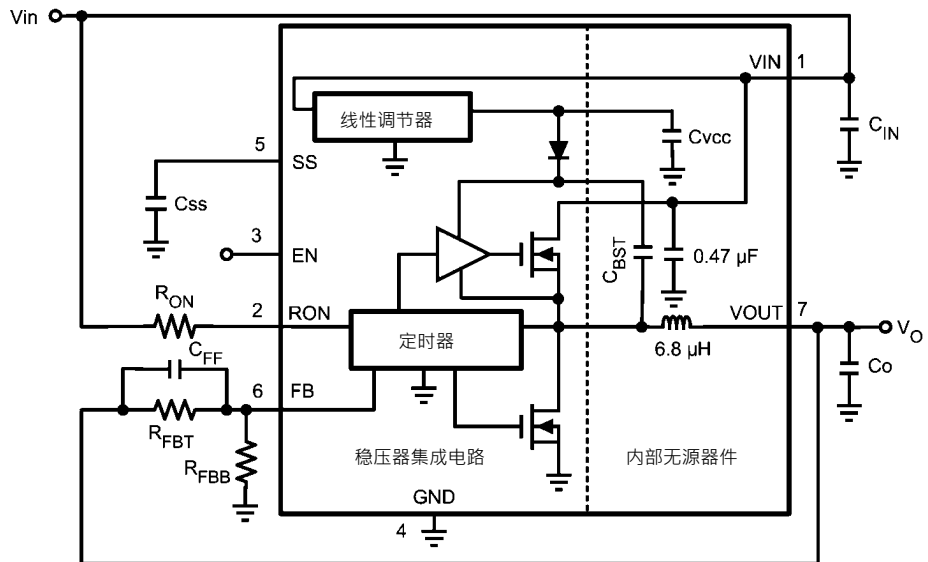 Vin
VIN 1
线性调节器
Cvcc
C_IN
5
SS
Css
3
EN
C_BST
0.47 µF
R_ON
2
RON
VOUT 7
V_O
定时器
6.8 µH
C_FF
Co
6
FB
R_FBT
R_FBB
稳压器集成电路
内部无源器件
GND
4